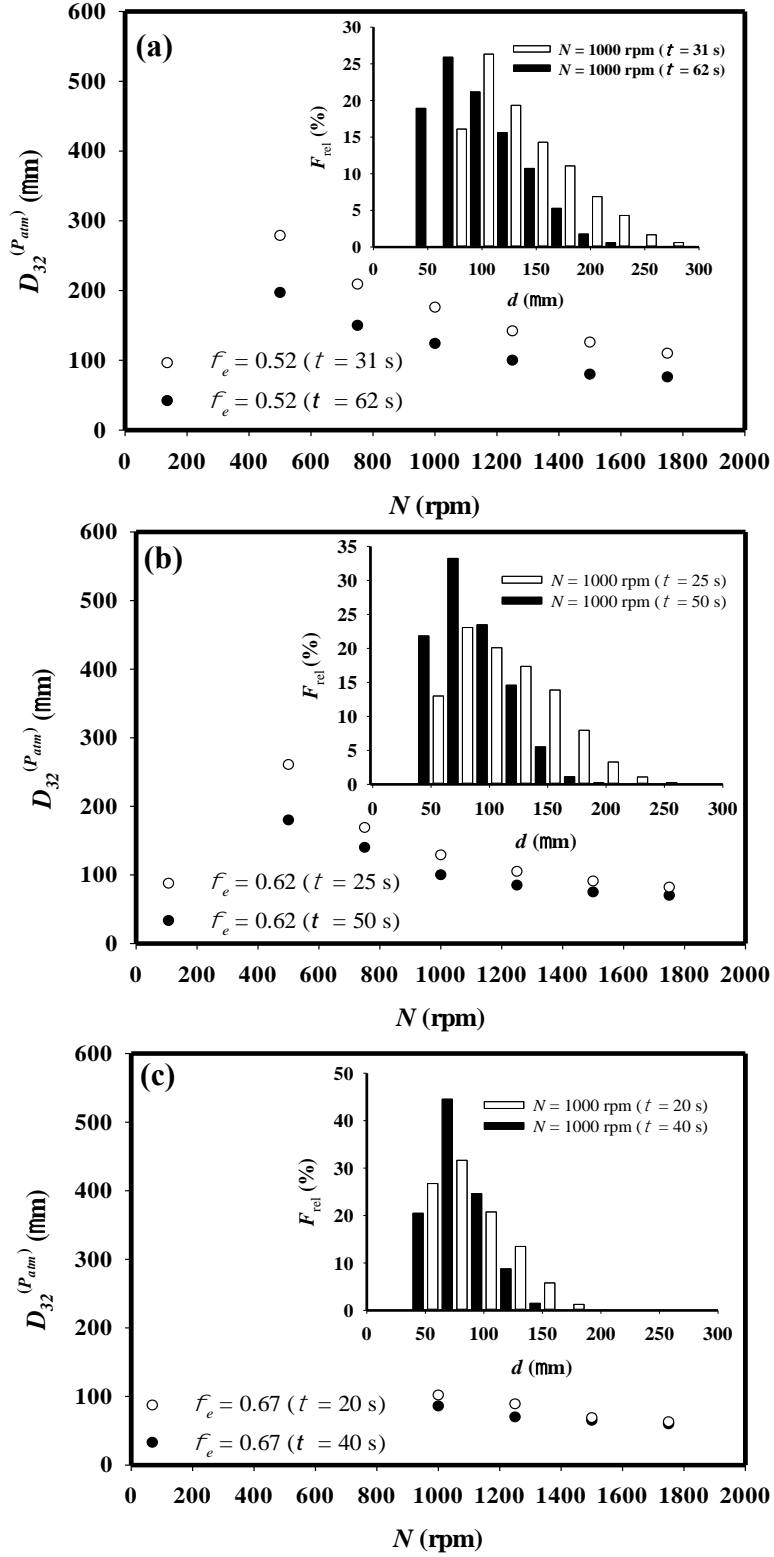 (a)
600
500
400
300
200
100
0
D32(Patm) (mm)
0 200 400 600 800 1000 1200 1400 1600 1800 2000
N (rpm)
f e = 0.52 ( t = 31 s)
f e = 0.52 ( t = 62 s)
N = 1000 rpm ( t = 31 s)
N = 1000 rpm ( t = 62 s)
30
25
20
15
10
5
0
Frel (%)
0 50 100 150 200 250 300
d (mm)
(b)
600
500
400
300
200
100
0
D32(Patm) (mm)
0 200 400 600 800 1000 1200 1400 1600 1800 2000
N (rpm)
f e = 0.62 ( t = 25 s)
f e = 0.62 ( t = 50 s)
N = 1000 rpm ( t = 25 s)
N = 1000 rpm ( t = 50 s)
35
30
25
20
15
10
5
0
Frel (%)
0 50 100 150 200 250 300
d (mm)
(c)
600
500
400
300
200
100
0
D32(Patm) (mm)
0 200 400 600 800 1000 1200 1400 1600 1800 2000
N (rpm)
f e = 0.67 ( t = 20 s)
f e = 0.67 ( t = 40 s)
N = 1000 rpm ( t = 20 s)
N = 1000 rpm ( t = 40 s)
50
40
30
20
10
0
Frel (%)
0 50 100 150 200 250 300
d (mm)